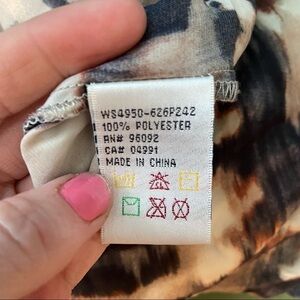 WS4950-626P242
100% POLYESTER
RN# 96092
CA# 04991
MADE IN CHINA